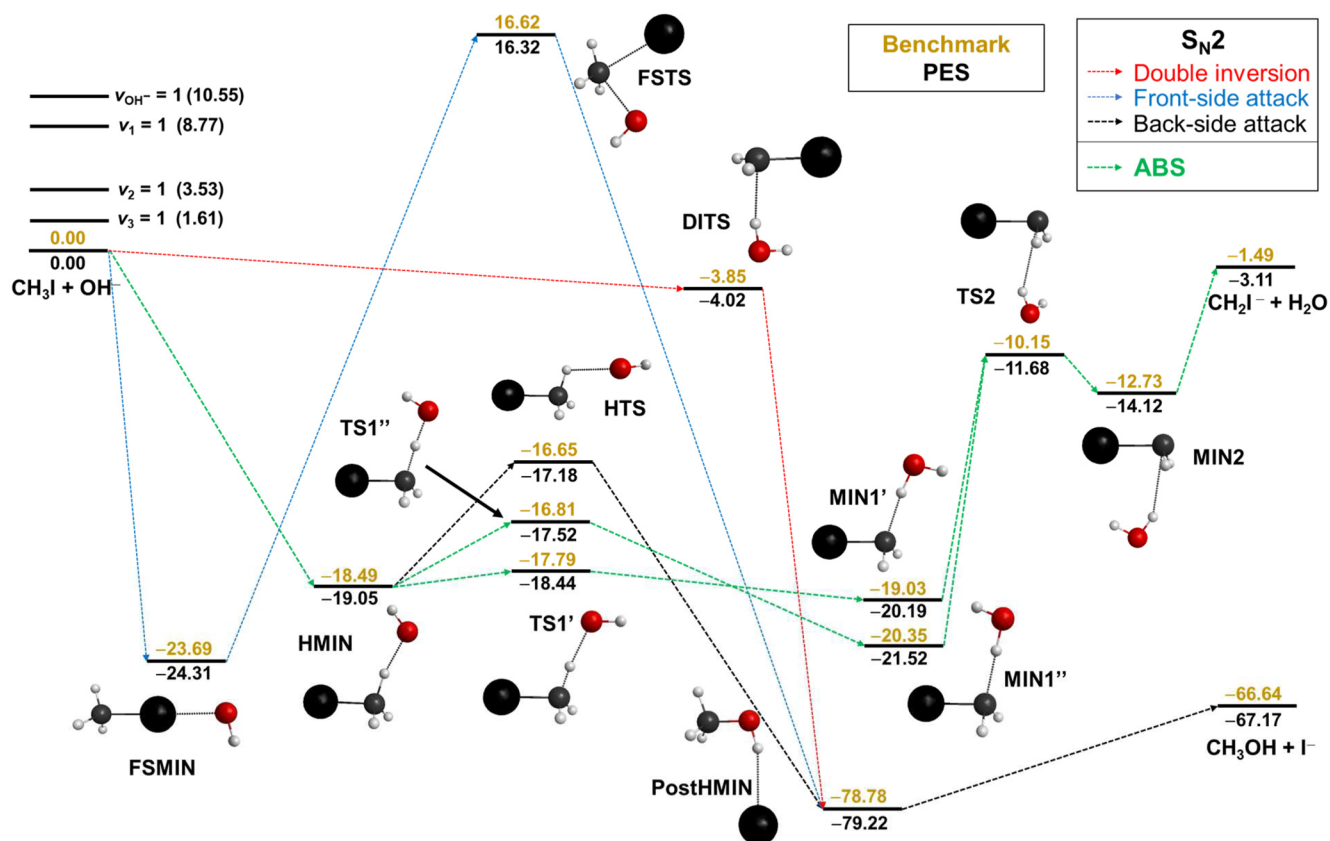 16.62
16.32
FSTS
Benchmark
PES
S_N2
Double inversion
Front-side attack
Back-side attack
ABS
ν_OH− = 1 (10.55)
ν₁ = 1 (8.77)
ν₂ = 1 (3.53)
ν₃ = 1 (1.61)
0.00
0.00
CH₃I + OH⁻
DITS
−3.85
−4.02
TS2
−1.49
−3.11
CH₂I⁻ + H₂O
−10.15
−11.68
−12.73
−14.12
MIN2
HTS
TS1''
−16.65
−17.18
−16.81
−17.52
−17.79
−18.44
TS1'
MIN1'
−18.49
−19.05
HMIN
−19.03
−20.19
−20.35
−21.52
MIN1''
−23.69
−24.31
FSMIN
PostHMIN
−78.78
−79.22
−66.64
−67.17
CH₃OH + I⁻